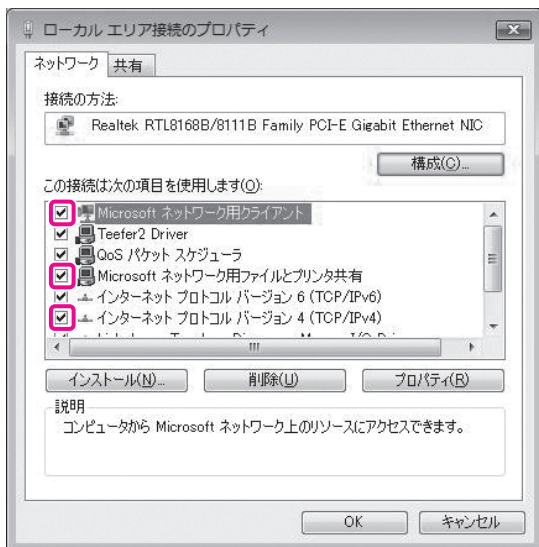 ローカル エリア接続のプロパティ
ネットワーク 共有
接続の方法:
Realtek RTL8168B/8111B Family PCI-E Gigabit Ethernet NIC
構成(C)...
この接続は次の項目を使用します(O):
Microsoft ネットワーク用クライアント
Teefer2 Driver
QoS パケット スケジューラ
Microsoft ネットワーク用ファイルとプリンタ共有
インターネット プロトコル バージョン 6 (TCP/IPv6)
インターネット プロトコル バージョン 4 (TCP/IPv4)
インストール(N)... 削除(U) プロパティ(R)
説明
コンピュータから Microsoft ネットワーク上のリソースにアクセスできます。
OK キャンセル